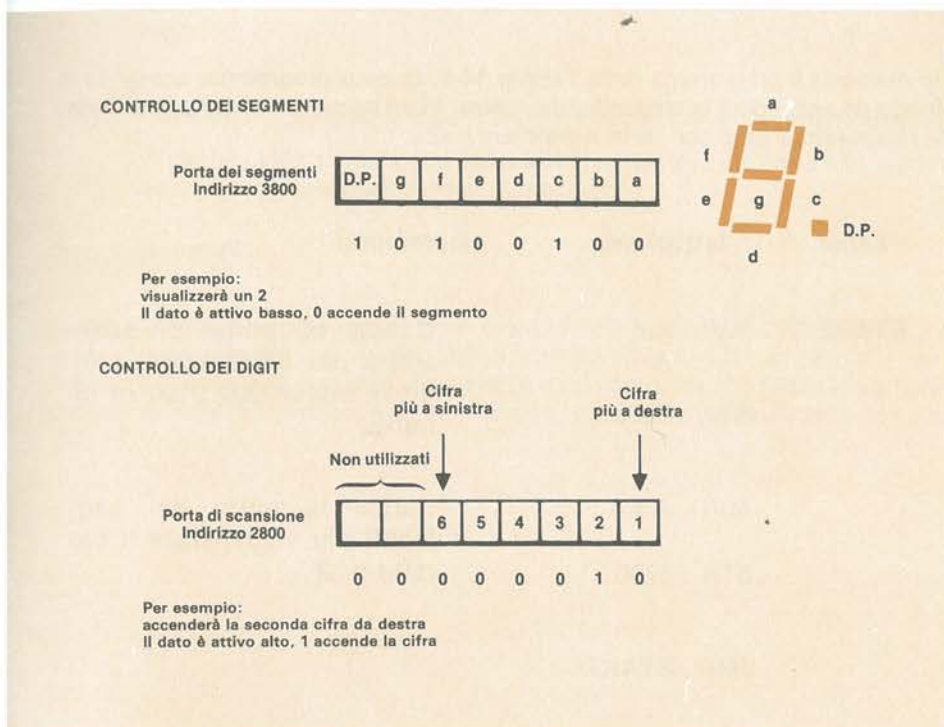 CONTROLLO DEI SEGMENTI
a
f
b
Porta dei segmenti
Indirizzo 3800
D.P. g f e d c b a
e
g
c
D.P.
d
1 0 1 0 0 1 0 0
Per esempio:
visualizzerà un 2
Il dato è attivo basso, 0 accende il segmento
CONTROLLO DEI DIGIT
Cifra
più a sinistra
Cifra
più a destra
Non utilizzati
Porta di scansione
Indirizzo 2800
6 5 4 3 2 1
0 0 0 0 0 0 1 0
Per esempio:
accenderà la seconda cifra da destra
Il dato è attivo alto, 1 accende la cifra